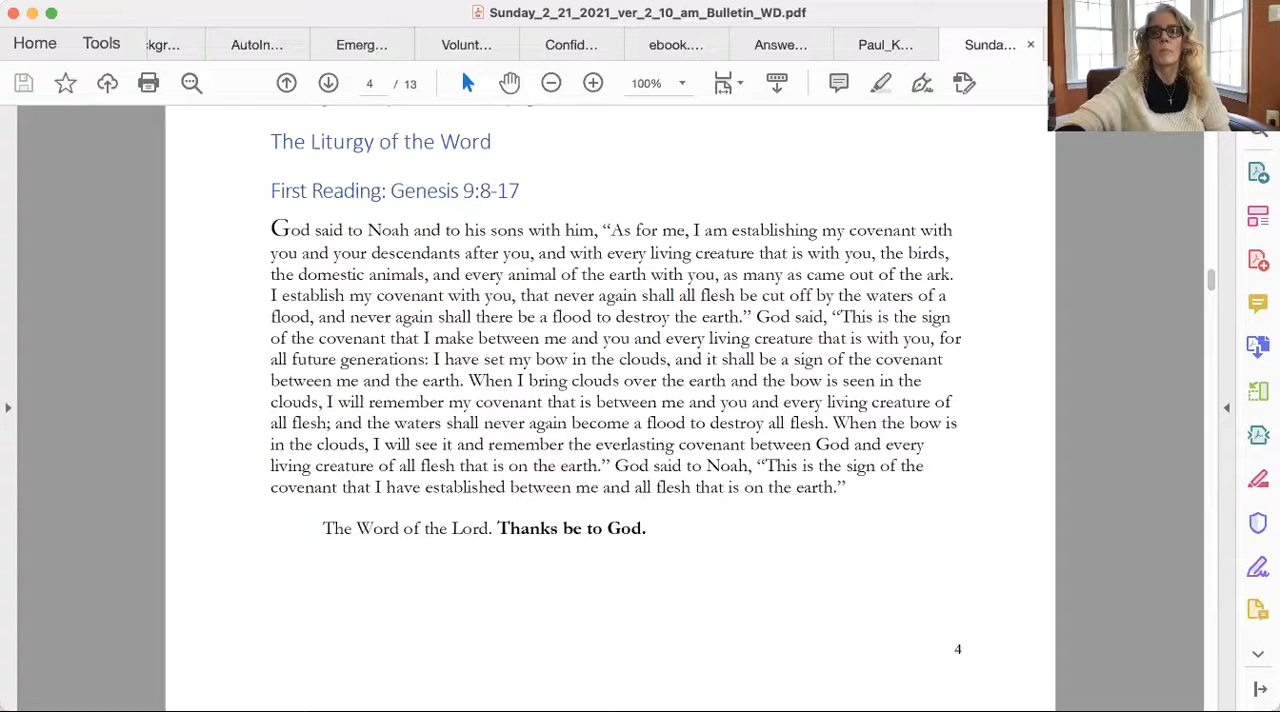 Sunday_2_21_2021_ver_2_10_am_Bulletin_WD.pdf
Home Tools kgr... AutoIn... Emerg... Volunt... Confid... ebook.... Answe... Paul_K... Sunda... ×
4 / 13 100%
The Liturgy of the Word
First Reading: Genesis 9:8-17
God said to Noah and to his sons with him, “As for me, I am establishing my covenant with
you and your descendants after you, and with every living creature that is with you, the birds,
the domestic animals, and every animal of the earth with you, as many as came out of the ark.
I establish my covenant with you, that never again shall all flesh be cut off by the waters of a
flood, and never again shall there be a flood to destroy the earth.” God said, “This is the sign
of the covenant that I make between me and you and every living creature that is with you, for
all future generations: I have set my bow in the clouds, and it shall be a sign of the covenant
between me and the earth. When I bring clouds over the earth and the bow is seen in the
clouds, I will remember my covenant that is between me and you and every living creature of
all flesh; and the waters shall never again become a flood to destroy all flesh. When the bow is
in the clouds, I will see it and remember the everlasting covenant between God and every
living creature of all flesh that is on the earth.” God said to Noah, “This is the sign of the
covenant that I have established between me and all flesh that is on the earth.”
The Word of the Lord. Thanks be to God.
4